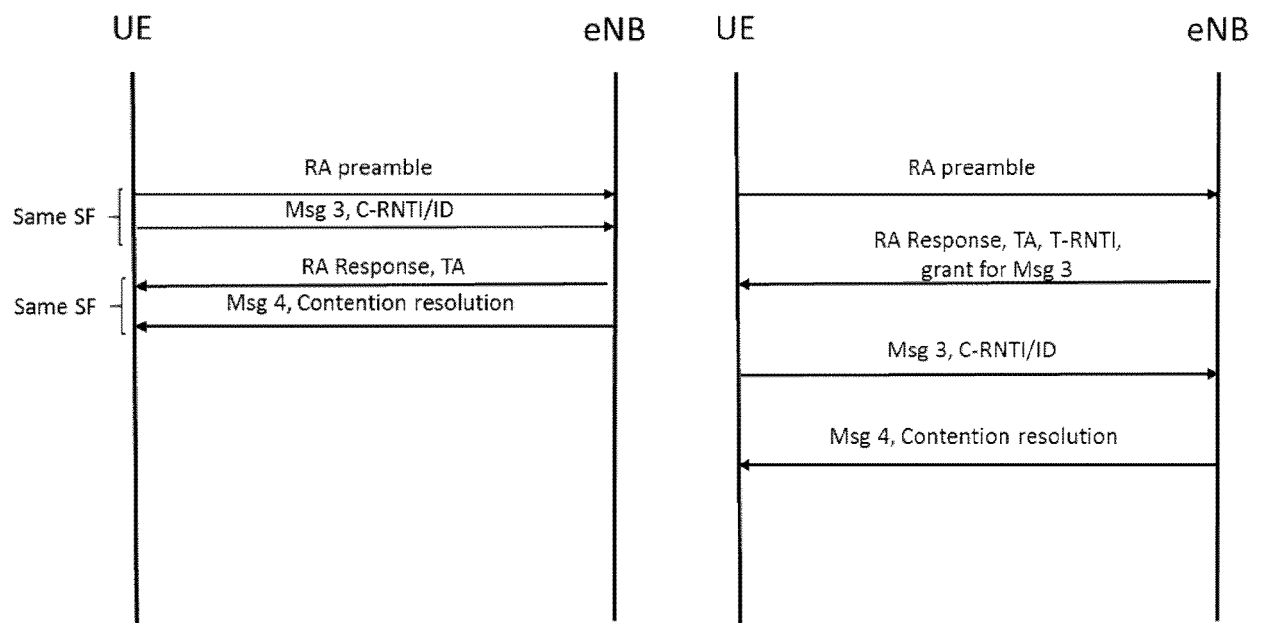 UE
eNB
RA preamble
Same SF
Msg 3, C-RNTI/ID
RA Response, TA
Same SF
Msg 4, Contention resolution
UE
eNB
RA preamble
RA Response, TA, T-RNTI,
grant for Msg 3
Msg 3, C-RNTI/ID
Msg 4, Contention resolution